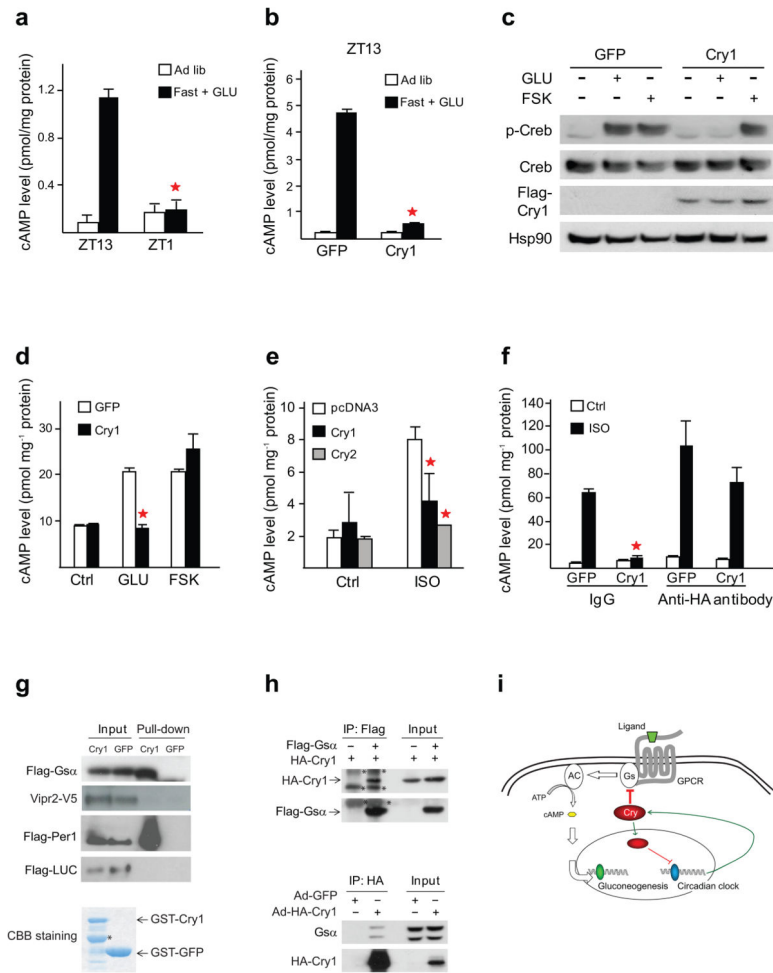 a
cAMP level (pmol/mg protein)
1.2
0.8
0.4
Ad lib
Fast + GLU
ZT13 ZT1
b
ZT13
cAMP level (pmol/mg protein)
6
5
4
3
2
1
Ad lib
Fast + GLU
GFP Cry1
c
GFP Cry1
GLU - + - - + -
FSK - - + - - +
p-Creb
Creb
Flag-
Cry1
Hsp90
d
cAMP level (pmol mg⁻¹ protein)
30
20
10
GFP
Cry1
Ctrl GLU FSK
e
cAMP level (pmol mg⁻¹ protein)
10
8
6
4
2
pcDNA3
Cry1
Cry2
Ctrl ISO
f
cAMP level (pmol mg⁻¹ protein)
140
120
100
80
60
40
20
Ctrl
ISO
GFP Cry1 GFP Cry1
IgG Anti-HA antibody
g
Input Pull-down
Cry1 GFP Cry1 GFP
Flag-Gsα
Vipr2-V5
Flag-Per1
Flag-LUC
CBB staining
GST-Cry1
*
GST-GFP
h
IP: Flag Input
Flag-Gsα - + - +
HA-Cry1 + + + +
HA-Cry1
Flag-Gsα
IP: HA Input
Ad-GFP + - + -
Ad-HA-Cry1 - + - +
Gsα
HA-Cry1
i
Ligand
AC
Gs
GPCR
ATP
cAMP
Cry
Gluconeogenesis
Circadian clock